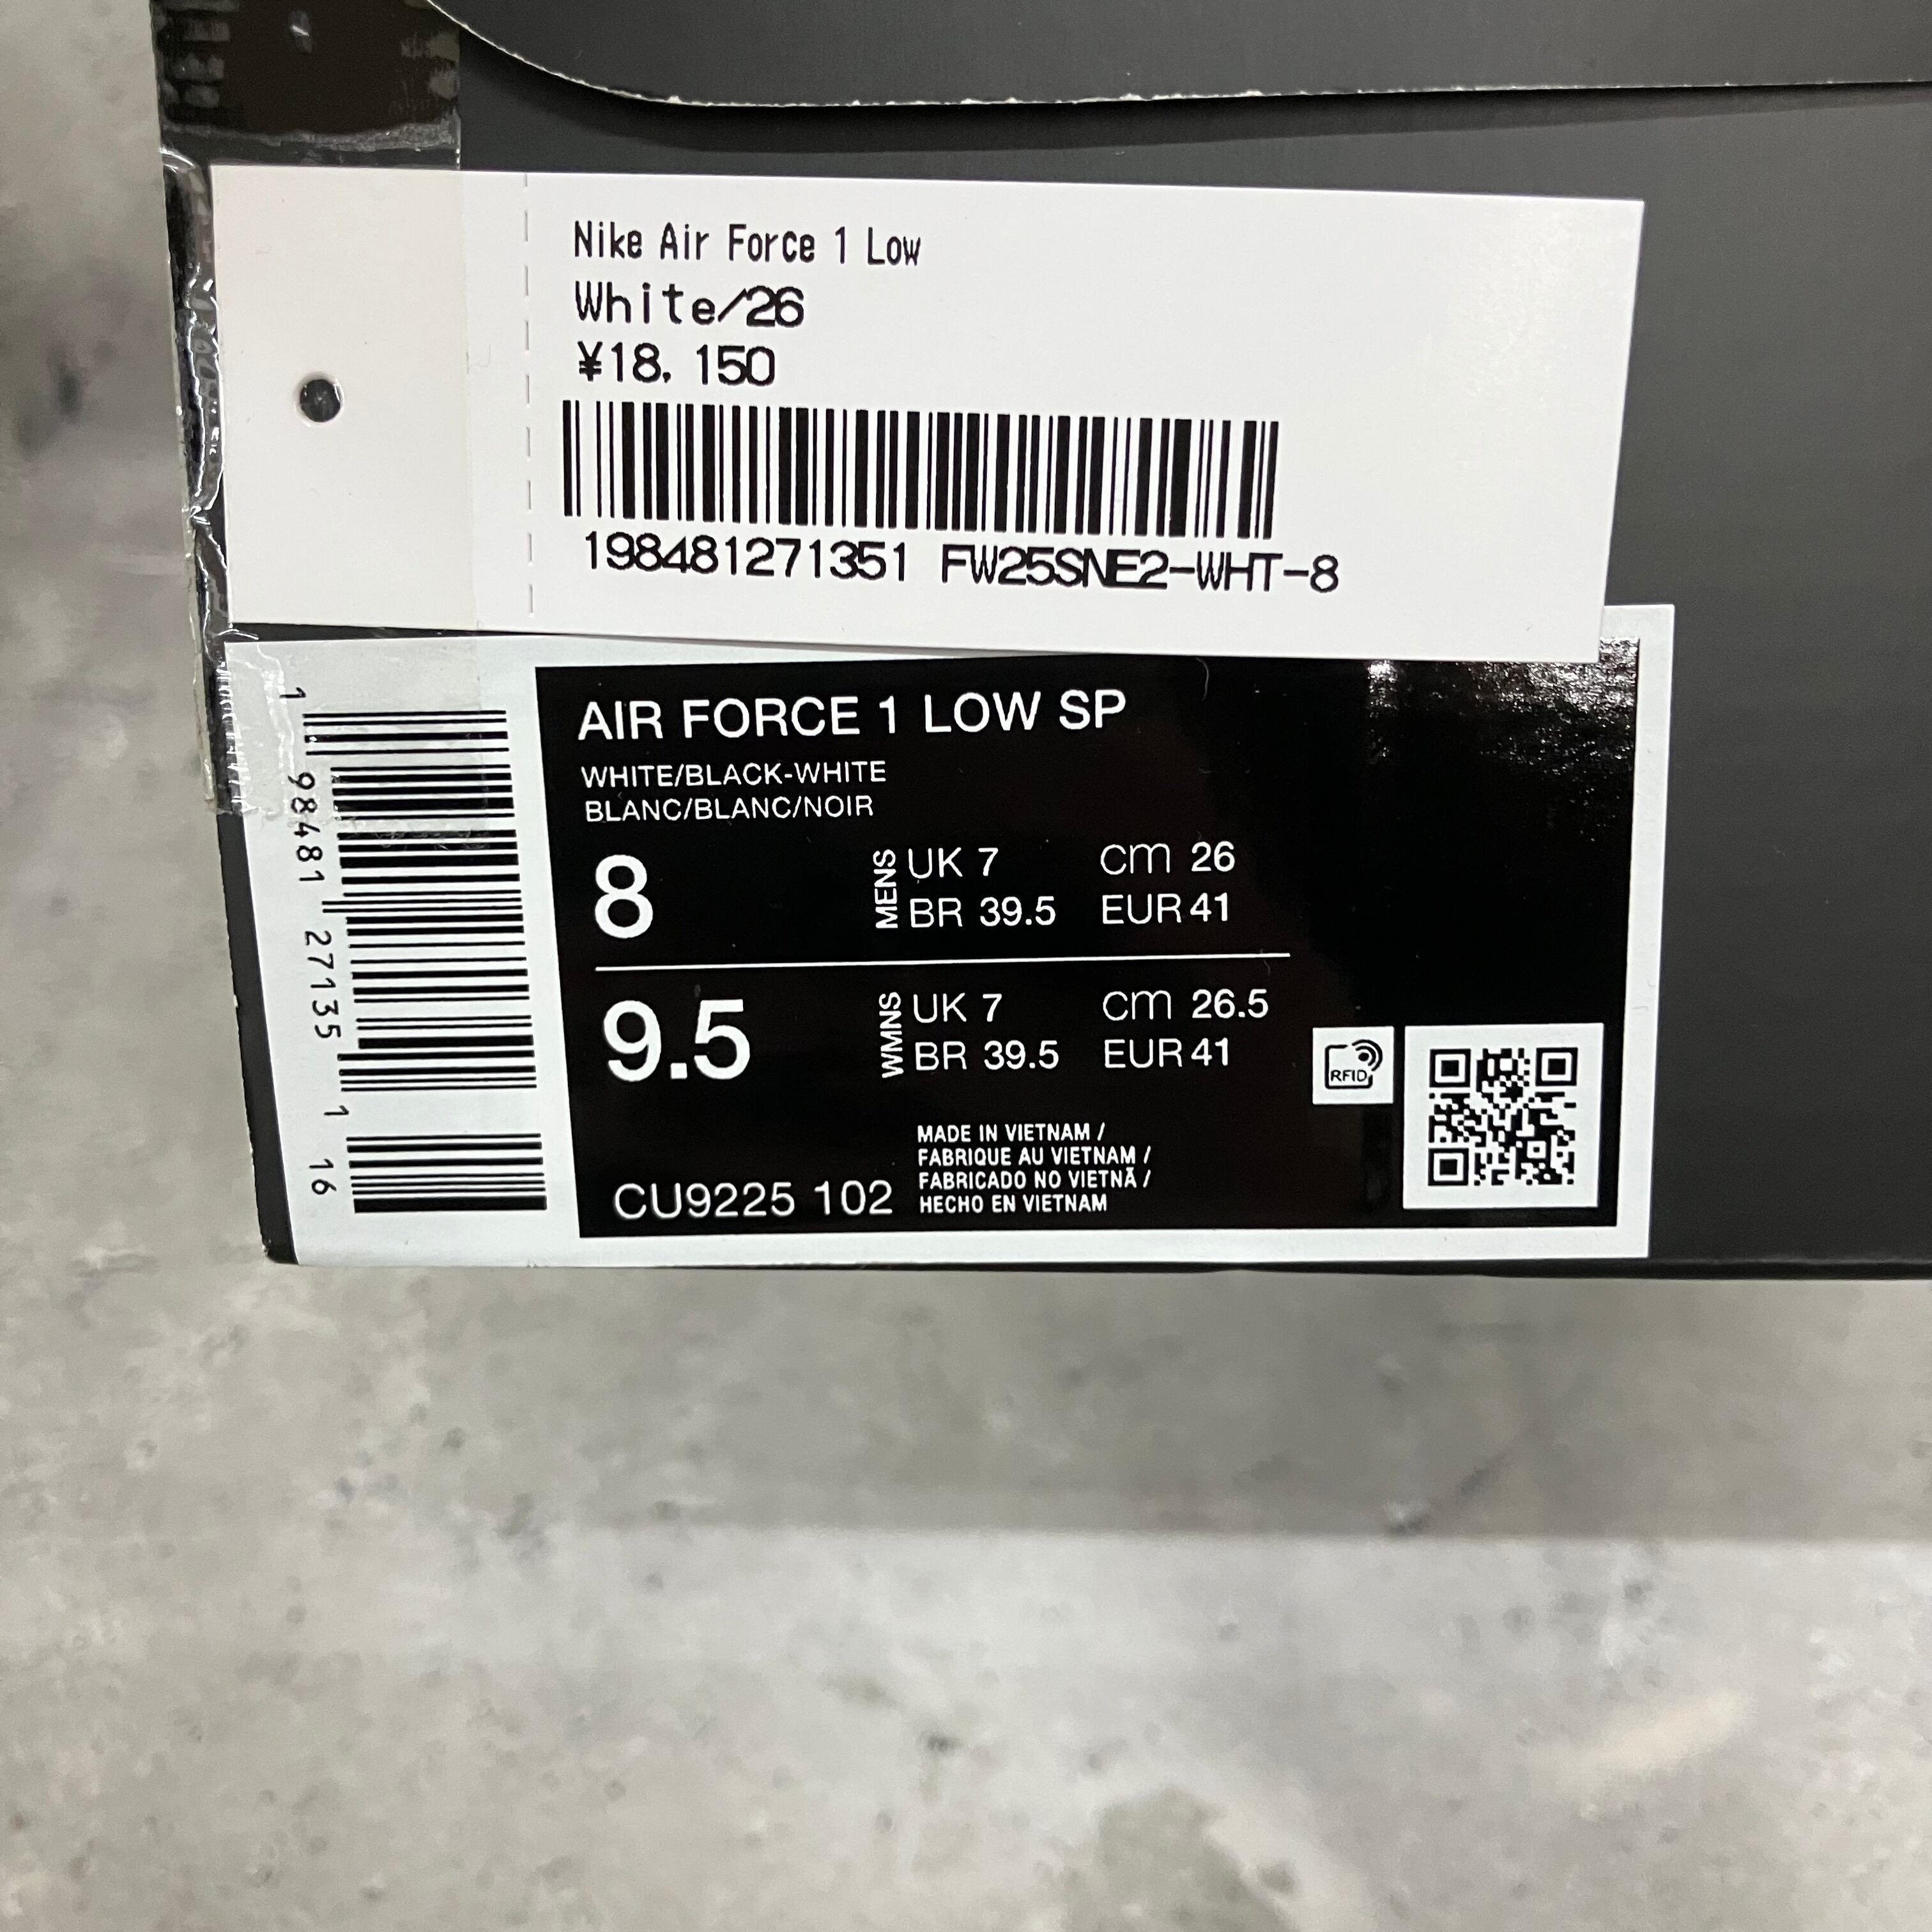 Nike Air Force 1 Low
White/26
¥18,150
198481271351 FW25SNE2-WHT-8
1 98481 27135 1 16
AIR FORCE 1 LOW SP
WHITE/BLACK-WHITE
BLANC/BLANC/NOIR
8 MENS UK 7 cm 26
BR 39.5 EUR 41
9.5 WMNS UK 7 cm 26.5
BR 39.5 EUR 41
RFID
MADE IN VIETNAM /
FABRIQUE AU VIETNAM /
FABRICADO NO VIETNÃ /
HECHO EN VIETNAM
CU9225 102